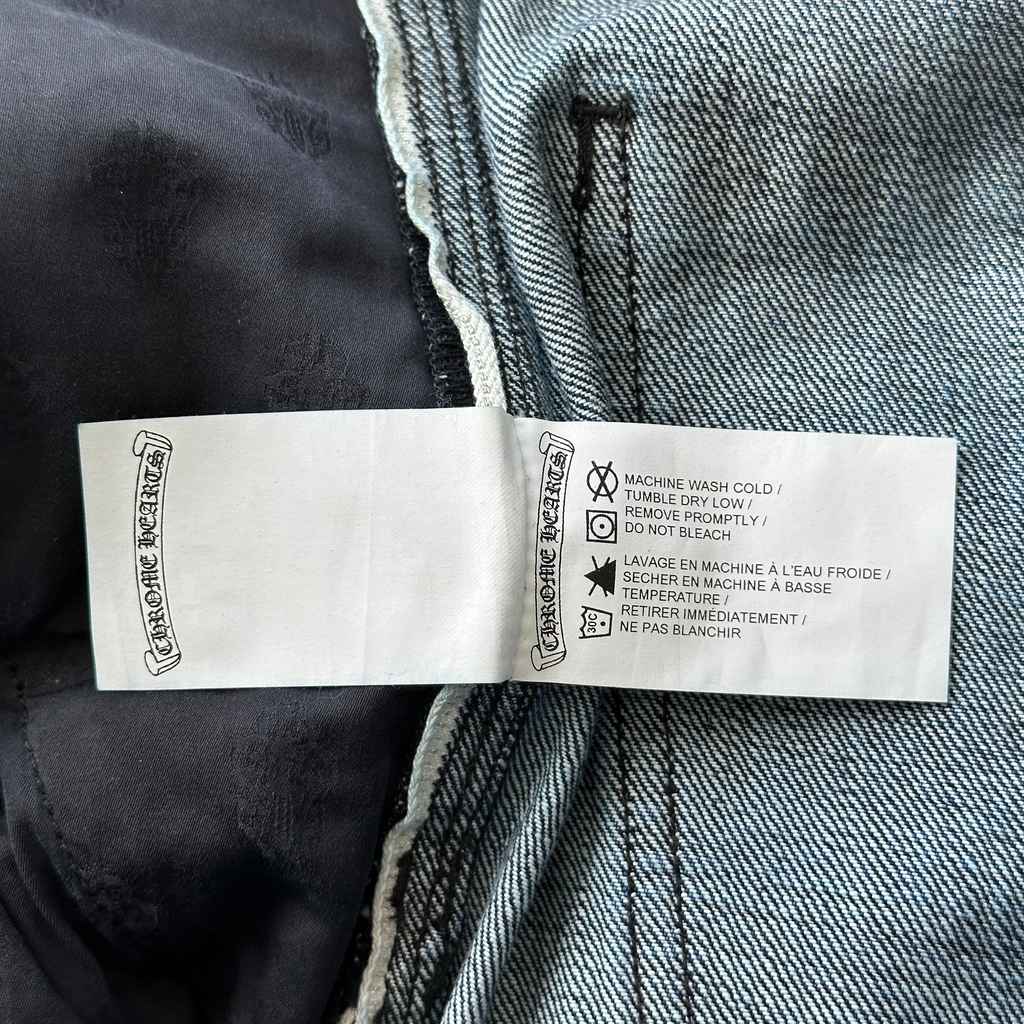 CHROME HEARTS
CHROME HEARTS
MACHINE WASH COLD /
TUMBLE DRY LOW /
REMOVE PROMPTLY /
DO NOT BLEACH
LAVAGE EN MACHINE À L'EAU FROIDE /
SECHER EN MACHINE À BASSE
TEMPERATURE /
RETIRER IMMÉDIATEMENT /
NE PAS BLANCHIR
30C